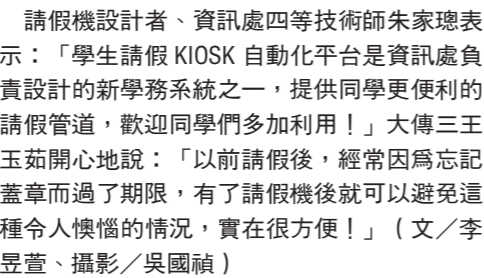 請假機設計者、資訊處四等技術師朱家璁表
示：「學生請假 KIOSK 自動化平台是資訊處負
責設計的新學務系統之一，提供同學更便利的
請假管道，歡迎同學們多加利用！」大傳三王
玉茹開心地說：「以前請假後，經常因為忘記
蓋章而過了期限，有了請假機後就可以避免這
種令人懊惱的情況，實在很方便！」（文／李
昱萱、攝影／吳國禎）